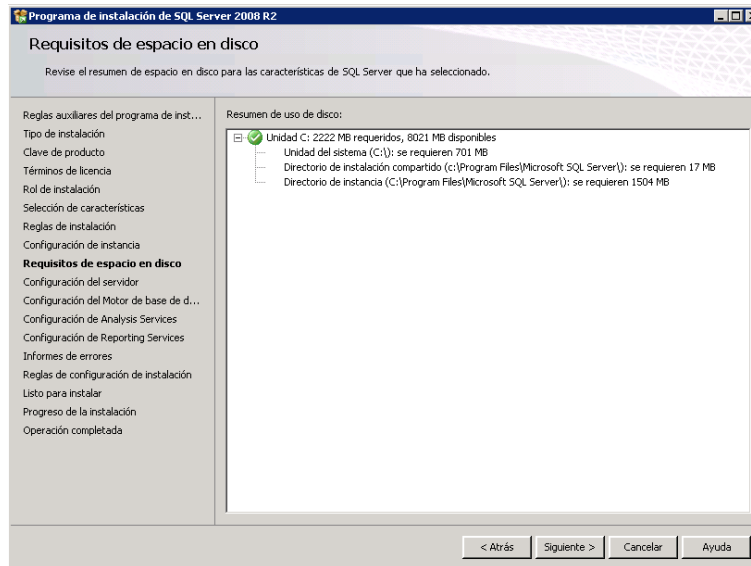 Programa de instalación de SQL Server 2008 R2
Requisitos de espacio en disco
Revise el resumen de espacio en disco para las características de SQL Server que ha seleccionado.
Reglas auxiliares del programa de inst...
Tipo de instalación
Clave de producto
Términos de licencia
Rol de instalación
Selección de características
Reglas de instalación
Configuración de instancia
Requisitos de espacio en disco
Configuración del servidor
Configuración del Motor de base de d...
Configuración de Analysis Services
Configuración de Reporting Services
Informes de errores
Reglas de configuración de instalación
Listo para instalar
Progreso de la instalación
Operación completada
Resumen de uso de disco:
Unidad C: 2222 MB requeridos, 8021 MB disponibles
Unidad del sistema (C:\): se requieren 701 MB
Directorio de instalación compartido (c:\Program Files\Microsoft SQL Server\): se requieren 17 MB
Directorio de instancia (C:\Program Files\Microsoft SQL Server\): se requieren 1504 MB
< Atrás Siguiente > Cancelar Ayuda